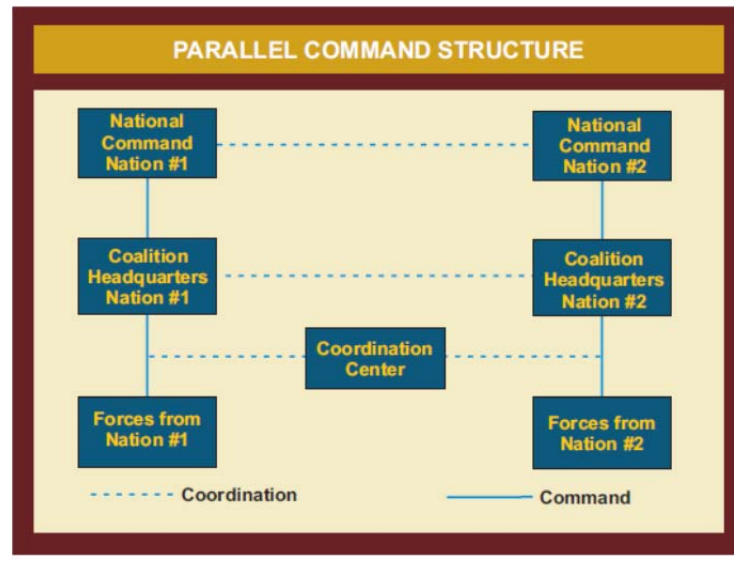 PARALLEL COMMAND STRUCTURE
National
Command
Nation #1
National
Command
Nation #2
Coalition
Headquarters
Nation #1
Coalition
Headquarters
Nation #2
Coordination
Center
Forces from
Nation #1
Forces from
Nation #2
Coordination
Command